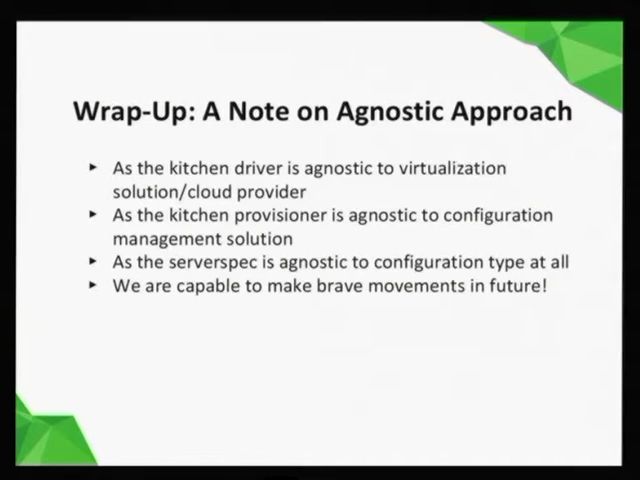 Wrap-Up: A Note on Agnostic Approach
► As the kitchen driver is agnostic to virtualization
solution/cloud provider
► As the kitchen provisioner is agnostic to configuration
management solution
► As the serverspec is agnostic to configuration type at all
► We are capable to make brave movements in future!